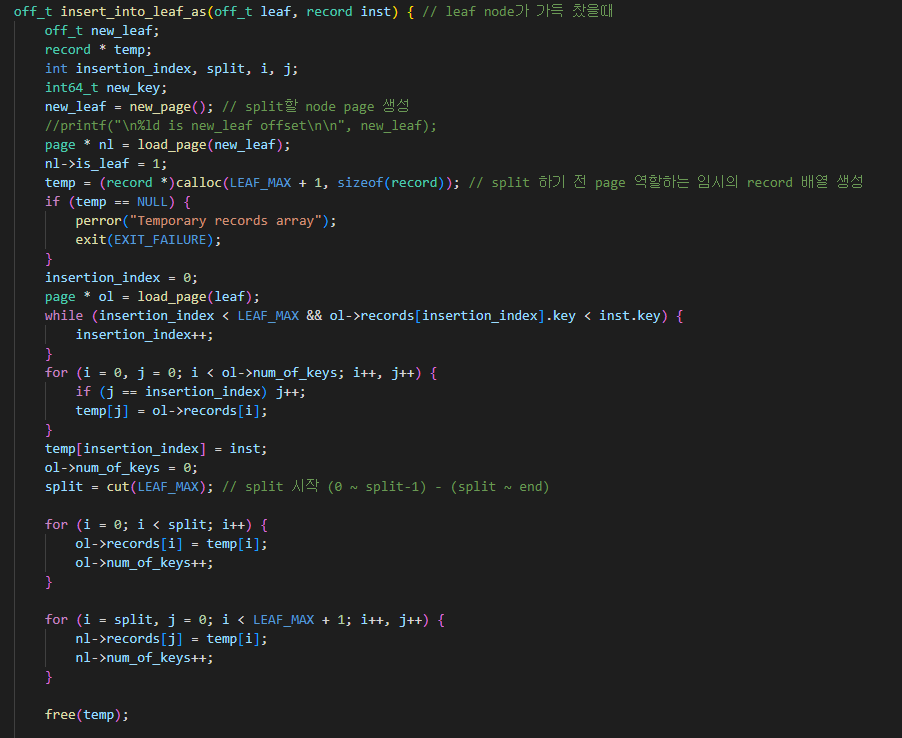 off_t insert_into_leaf_as(off_t leaf, record inst) { // leaf node가 가득 찼을때
    off_t new_leaf;
    record * temp;
    int insertion_index, split, i, j;
    int64_t new_key;
    new_leaf = new_page(); // split할 node page 생성
    //printf("\n%ld is new_leaf offset\n\n", new_leaf);
    page * nl = load_page(new_leaf);
    nl->is_leaf = 1;
    temp = (record *)calloc(LEAF_MAX + 1, sizeof(record)); // split 하기 전 page 역할하는 임시의 record 배열 생성
    if (temp == NULL) {
        perror("Temporary records array");
        exit(EXIT_FAILURE);
    }
    insertion_index = 0;
    page * ol = load_page(leaf);
    while (insertion_index < LEAF_MAX && ol->records[insertion_index].key < inst.key) {
        insertion_index++;
    }
    for (i = 0, j = 0; i < ol->num_of_keys; i++, j++) {
        if (j == insertion_index) j++;
        temp[j] = ol->records[i];
    }
    temp[insertion_index] = inst;
    ol->num_of_keys = 0;
    split = cut(LEAF_MAX); // split 시작 (0 ~ split-1) - (split ~ end)

    for (i = 0; i < split; i++) {
        ol->records[i] = temp[i];
        ol->num_of_keys++;
    }

    for (i = split, j = 0; i < LEAF_MAX + 1; i++, j++) {
        nl->records[j] = temp[i];
        nl->num_of_keys++;
    }

    free(temp);